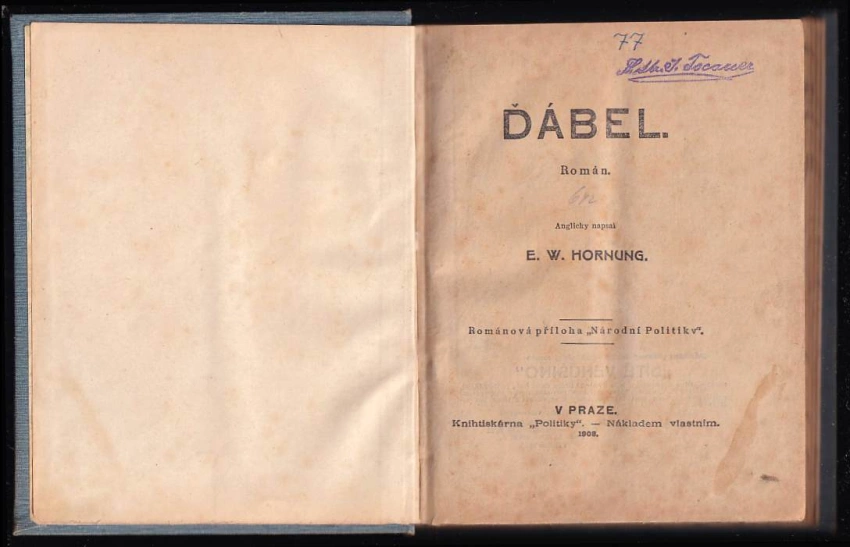 77
ĎÁBEL.
Román.
Anglicky napsal
E. W. HORNUNG.
Románová příloha „Národní Politiky“.
V PRAZE.
Knihtiskárna „Politiky“. — Nákladem vlastním.